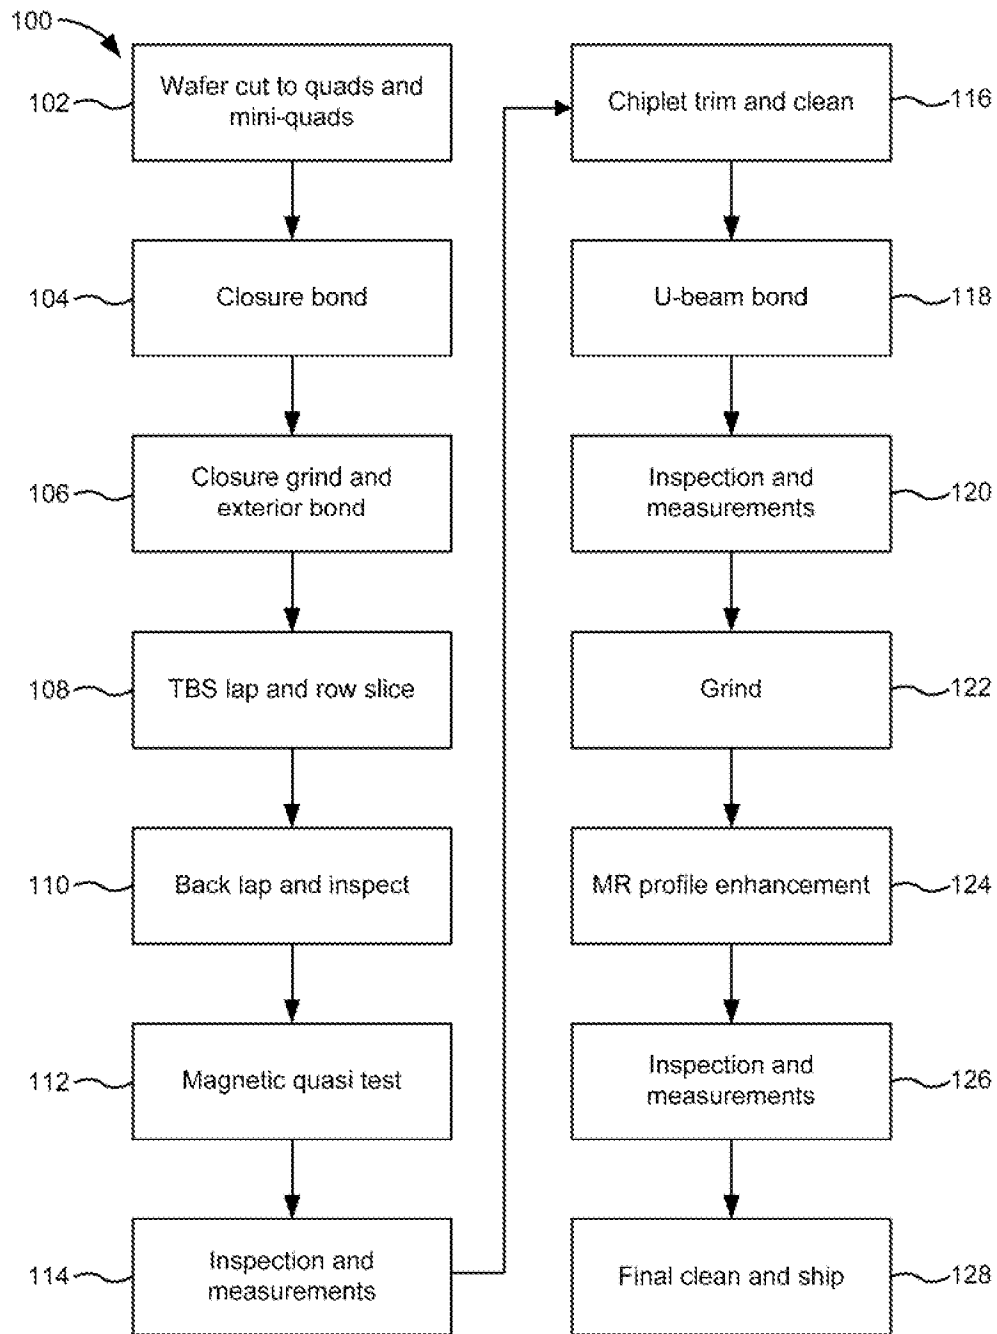 100
102
Wafer cut to quads and
mini-quads
104
Closure bond
106
Closure grind and
exterior bond
108
TBS lap and row slice
110
Back lap and inspect
112
Magnetic quasi test
114
Inspection and
measurements
Chiplet trim and clean
116
U-beam bond
118
Inspection and
measurements
120
Grind
122
MR profile enhancement
124
Inspection and
measurements
126
Final clean and ship
128